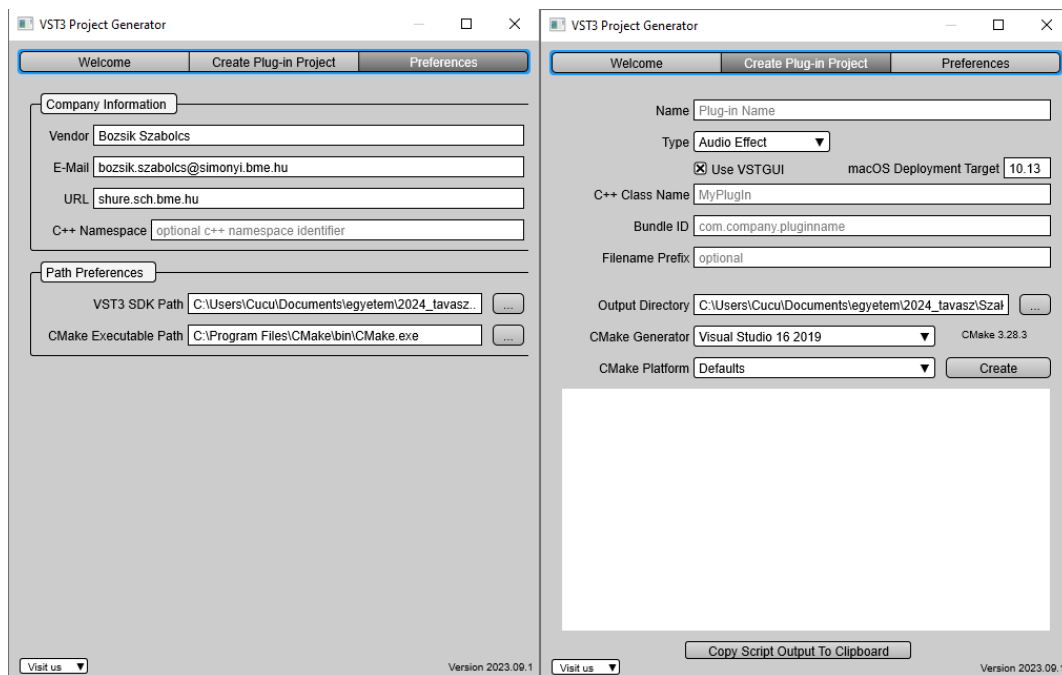 VST3 Project Generator
Welcome Create Plug-in Project Preferences
Company Information
Vendor Bozsik Szabolcs
E-Mail bozsik.szabolcs@simonyi.bme.hu
URL shure.sch.bme.hu
C++ Namespace optional c++ namespace identifier
Path Preferences
VST3 SDK Path C:\Users\Cucu\Documents\egyetem\2024_tavasz.. ...
CMake Executable Path C:\Program Files\CMake\bin\CMake.exe ...
Visit us Version 2023.09.1
VST3 Project Generator
Welcome Create Plug-in Project Preferences
Name Plug-in Name
Type Audio Effect
Use VSTGUI macOS Deployment Target 10.13
C++ Class Name MyPlugIn
Bundle ID com.company.pluginname
Filename Prefix optional
Output Directory C:\Users\Cucu\Documents\egyetem\2024_tavasz\Szak ...
CMake Generator Visual Studio 16 2019 CMake 3.28.3
CMake Platform Defaults Create
Copy Script Output To Clipboard
Visit us Version 2023.09.1